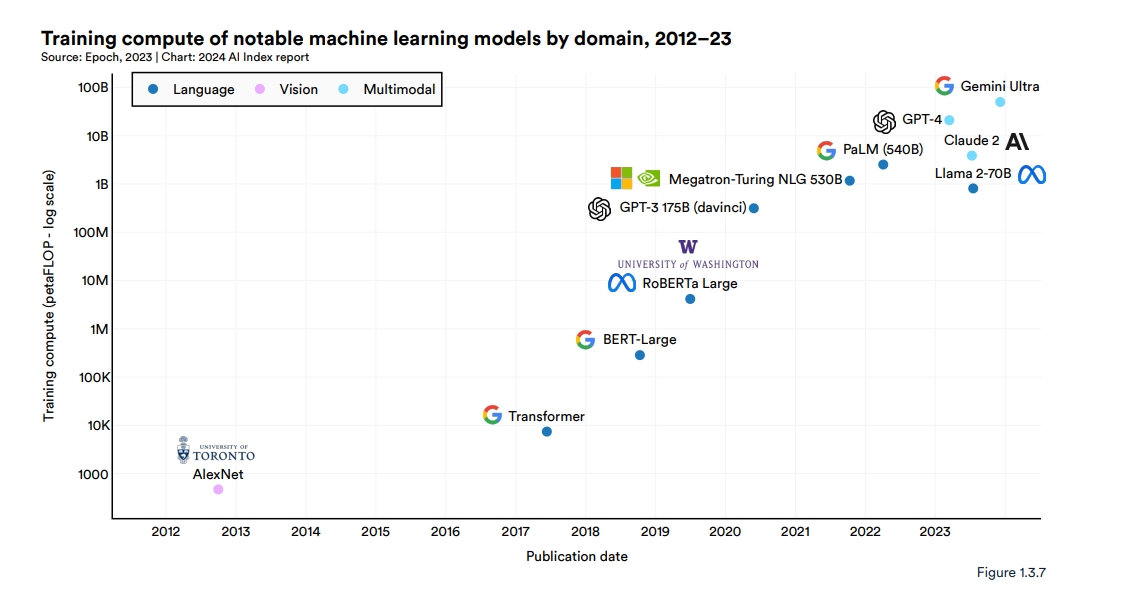 Training compute of notable machine learning models by domain, 2012–23
Source: Epoch, 2023 | Chart: 2024 AI Index report
Language Vision Multimodal
Training compute (petaFLOP - log scale)
100B
10B
1B
100M
10M
1M
100K
10K
1000
Gemini Ultra
GPT-4
Claude 2
PaLM (540B)
Llama 2-70B
Megatron-Turing NLG 530B
GPT-3 175B (davinci)
W
UNIVERSITY of WASHINGTON
RoBERTa Large
BERT-Large
Transformer
UNIVERSITY OF
TORONTO
AlexNet
2012 2013 2014 2015 2016 2017 2018 2019 2020 2021 2022 2023
Publication date
Figure 1.3.7